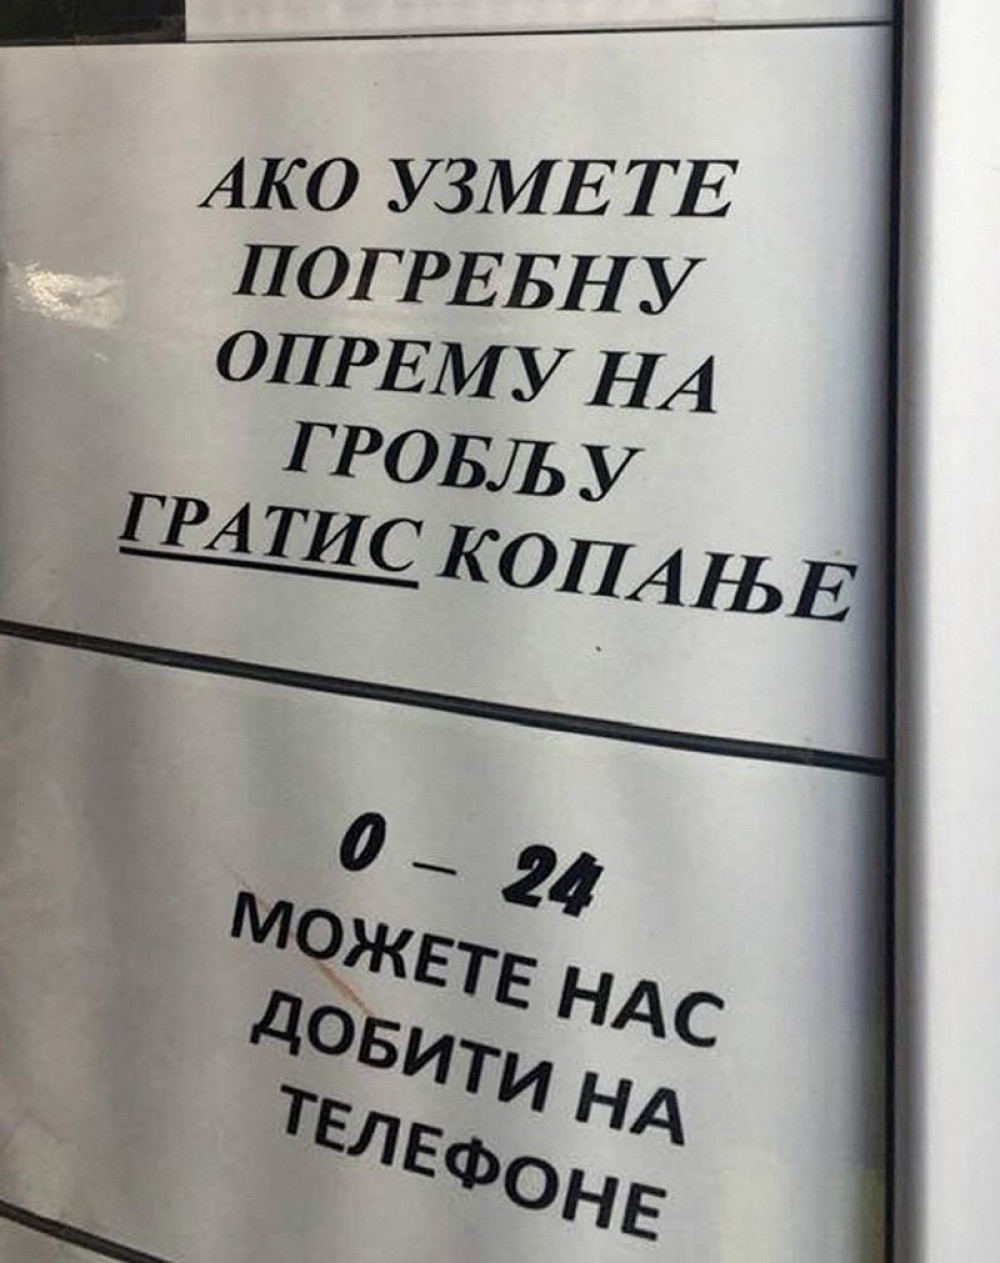 АКО УЗМЕТЕ
ПОГРЕБНУ
ОПРЕМУ НА
ГРОБЉУ
ГРАТИС КОПАЊЕ
0 – 24
МОЖЕТЕ НАС
ДОБИТИ НА
ТЕЛЕФОНЕ